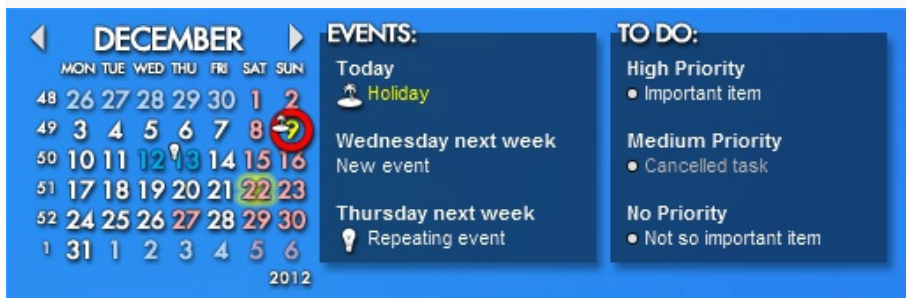 DECEMBER
MON TUE WED THU FRI SAT SUN
48 26 27 28 29 30 1 2
49 3 4 5 6 7 8 9
50 10 11 12 13 14 15 16
51 17 18 19 20 21 22 23
52 24 25 26 27 28 29 30
1 31 1 2 3 4 5 6
2012
EVENTS:
Today
Holiday
Wednesday next week
New event
Thursday next week
Repeating event
TO DO:
High Priority
• Important item
Medium Priority
• Cancelled task
No Priority
• Not so important item